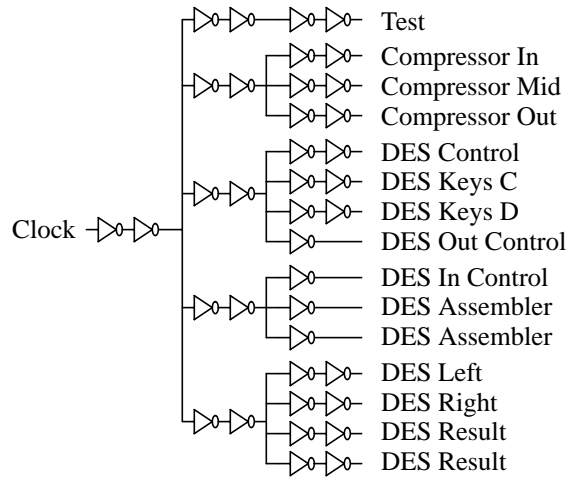 Test
Compressor In
Compressor Mid
Compressor Out
DES Control
DES Keys C
DES Keys D
Clock
DES Out Control
DES In Control
DES Assembler
DES Assembler
DES Left
DES Right
DES Result
DES Result